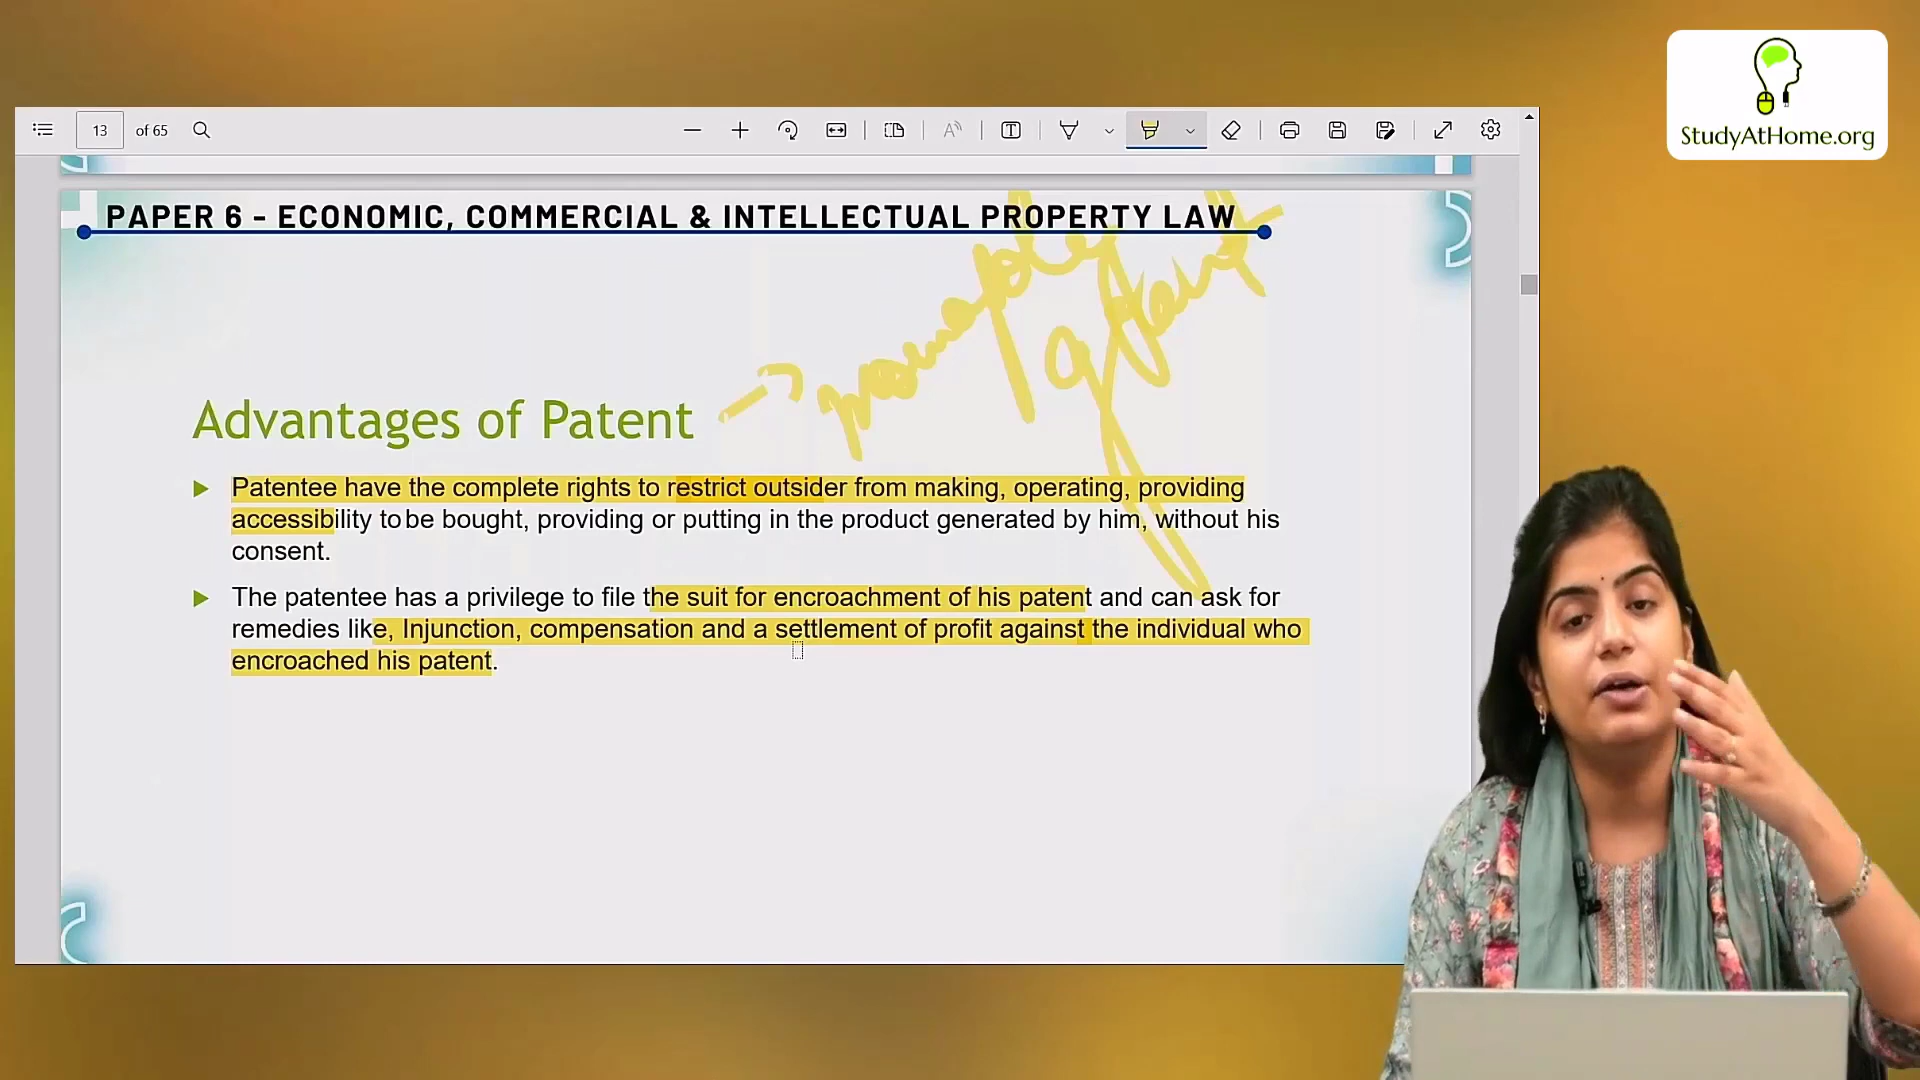 StudyAtHome.org
13 of 65
PAPER 6 - ECONOMIC, COMMERCIAL & INTELLECTUAL PROPERTY LAW
Advantages of Patent
Patentee have the complete rights to restrict outsider from making, operating, providing
accessibility to be bought, providing or putting in the product generated by him, without his
consent.
The patentee has a privilege to file the suit for encroachment of his patent and can ask for
remedies like, Injunction, compensation and a settlement of profit against the individual who
encroached his patent.